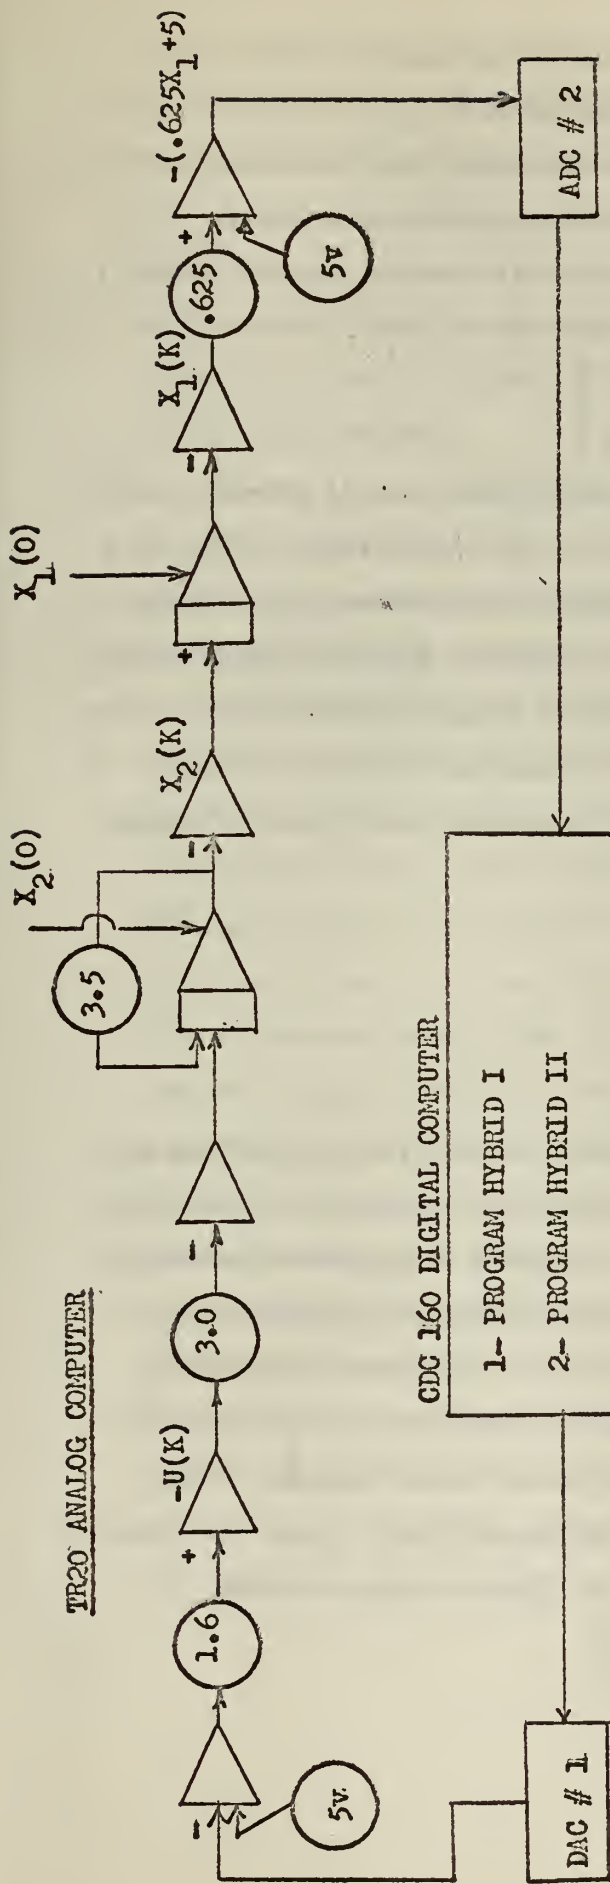 TR20 ANALOG COMPUTER
X₂(0)
X₁(0)
3.5
-U(K)
X₂(K)
X₁(K)
-(.625X₁+5)
-
1.6
+
3.0
-
-
+
-
.625
+
5v.
5v
CDC 160 DIGITAL COMPUTER
1- PROGRAM HYBRID I
2- PROGRAM HYBRID II
DAC # 1
ADC # 2